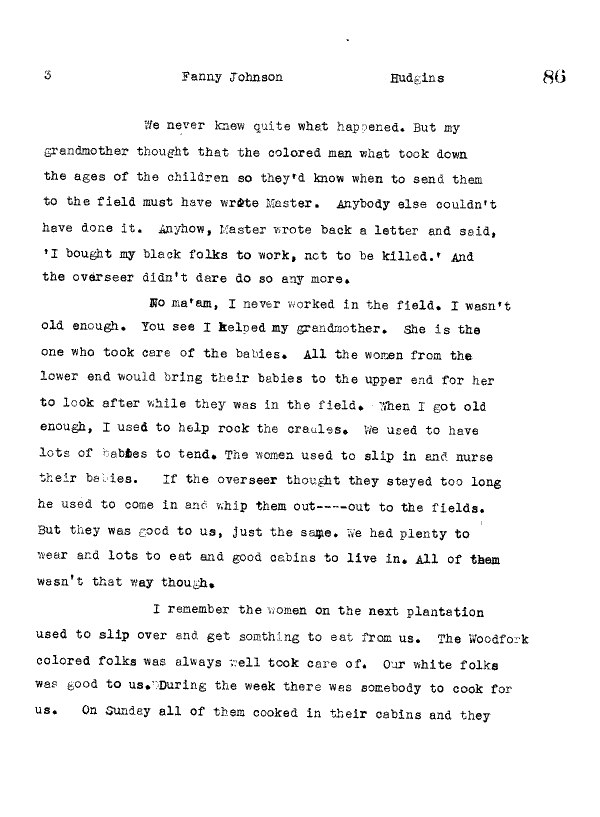 3 Fanny Johnson Hudgins 86
We never knew quite what happened. But my
grandmother thought that the colored man what took down
the ages of the children so they'd know when to send them
to the field must have wrote Master. Anybody else couldn't
have done it. Anyhow, Master wrote back a letter and said,
'I bought my black folks to work, not to be killed.' And
the overseer didn't dare do so any more.
No ma'am, I never worked in the field. I wasn't
old enough. You see I helped my grandmother. She is the
one who took care of the babies. All the women from the
lower end would bring their babies to the upper end for her
to look after while they was in the field. When I got old
enough, I used to help rock the cradles. We used to have
lots of babies to tend. The women used to slip in and nurse
their babies. If the overseer thought they stayed too long
he used to come in and whip them out----out to the fields.
But they was good to us, just the same. We had plenty to
wear and lots to eat and good cabins to live in. All of them
wasn't that way though.
I remember the women on the next plantation
used to slip over and get somthing to eat from us. The Woodfork
colored folks was always well took care of. Our white folks
was good to us. During the week there was somebody to cook for
us. On Sunday all of them cooked in their cabins and they